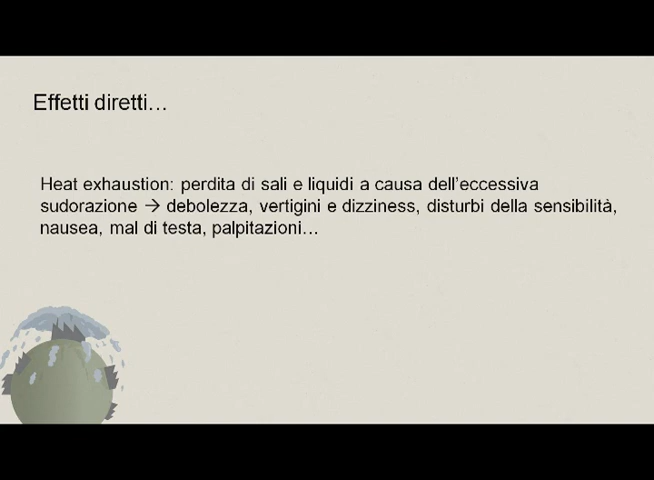 Effetti diretti…
Heat exhaustion: perdita di sali e liquidi a causa dell'eccessiva
sudorazione → debolezza, vertigini e dizziness, disturbi della sensibilità,
nausea, mal di testa, palpitazioni…